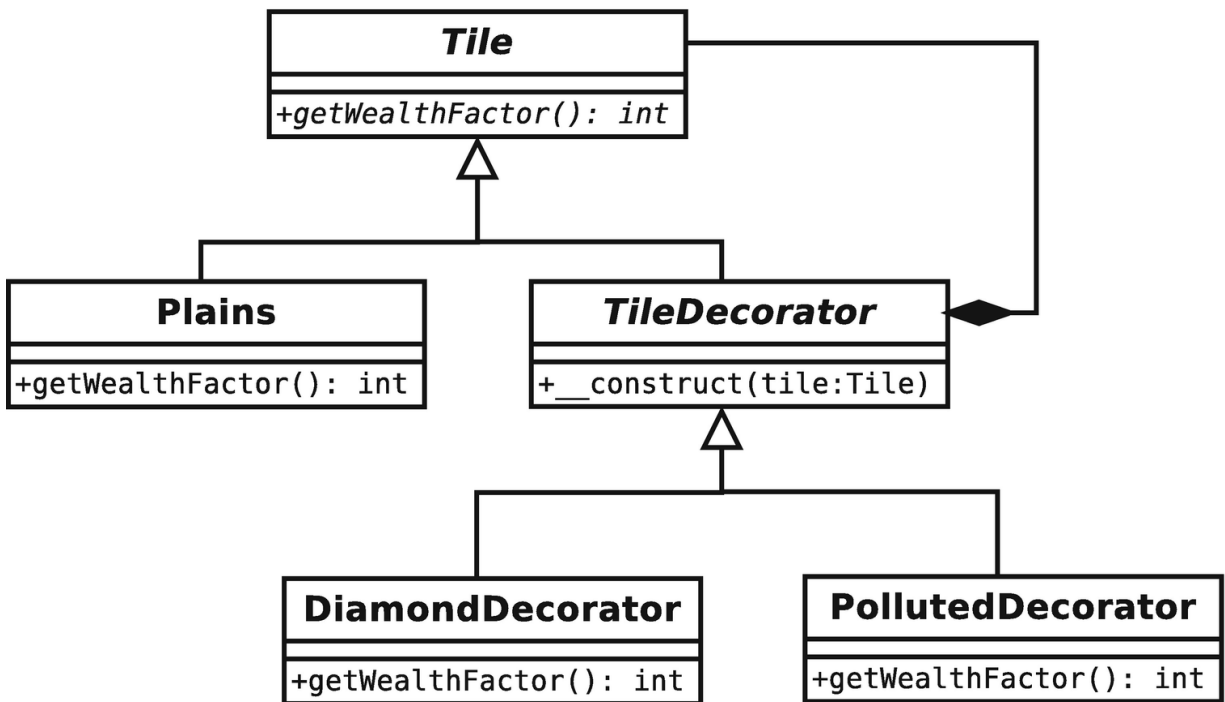 Tile
+getWealthFactor(): int
Plains
+getWealthFactor(): int
TileDecorator
+__construct(tile:Tile)
DiamondDecorator
+getWealthFactor(): int
PollutedDecorator
+getWealthFactor(): int